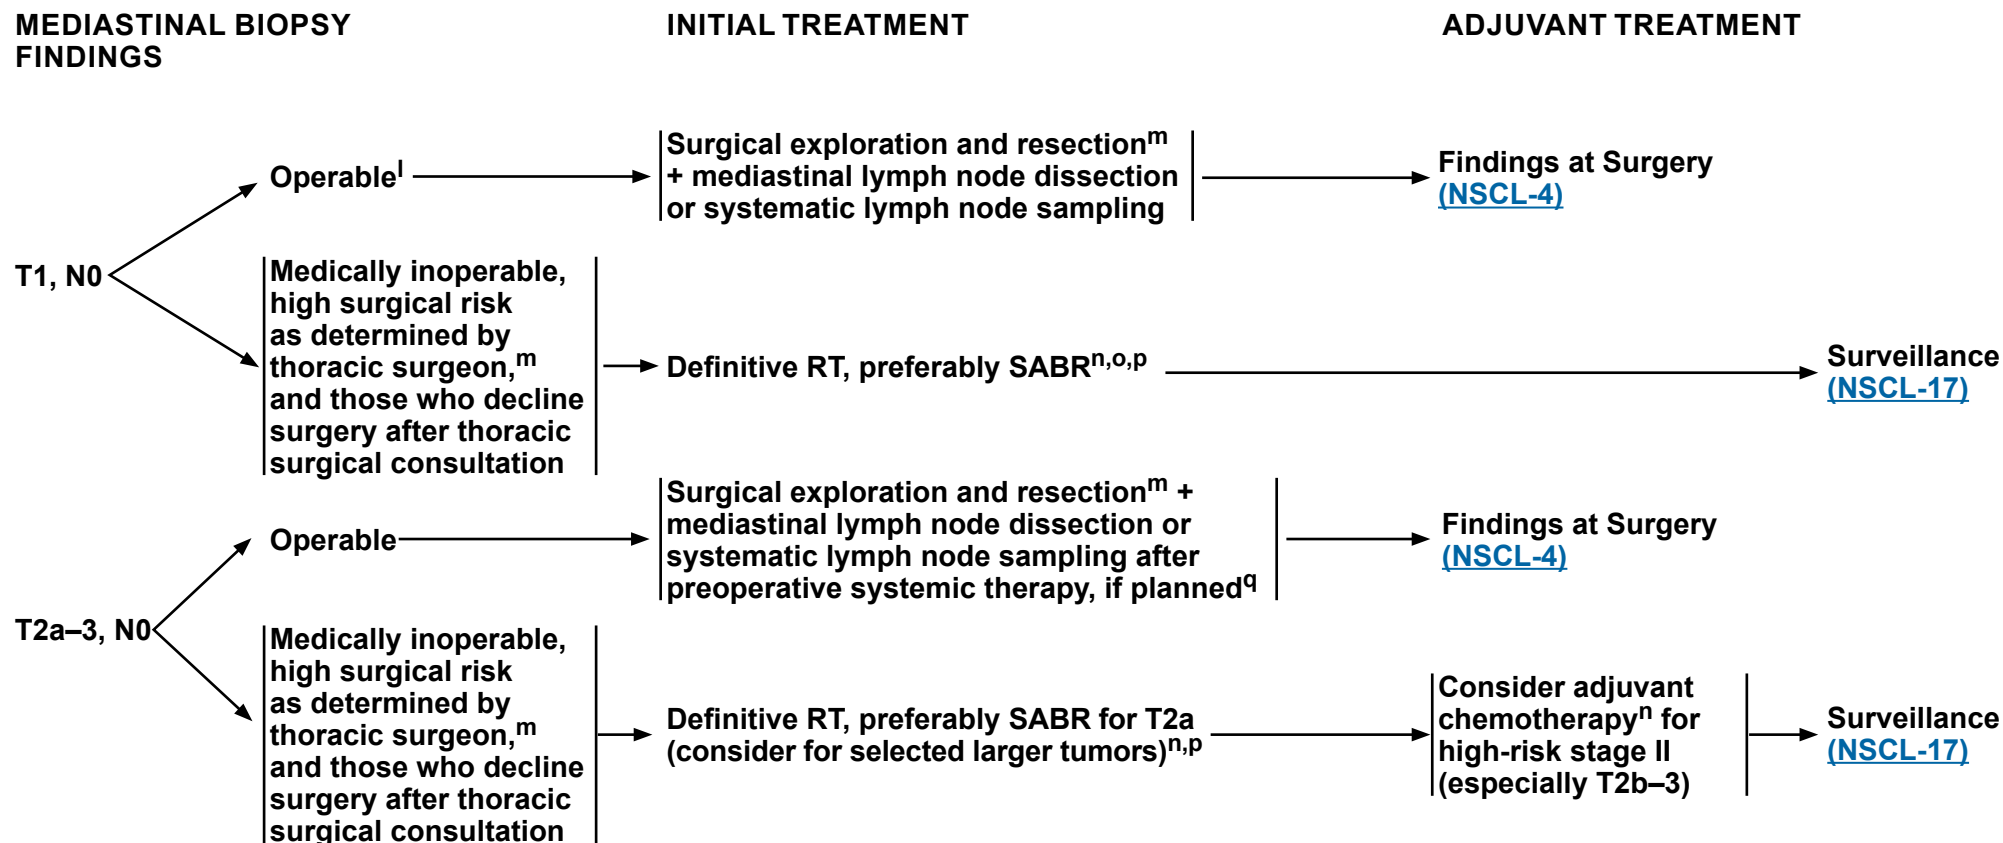 MEDIASTINAL BIOPSY
FINDINGS
INITIAL TREATMENT
ADJUVANT TREATMENT
T1, N0
Operablel
Surgical exploration and resectionm
+ mediastinal lymph node dissection
or systematic lymph node sampling
Findings at Surgery
(NSCL-4)
Medically inoperable,
high surgical risk
as determined by
thoracic surgeon,m
and those who decline
surgery after thoracic
surgical consultation
Definitive RT, preferably SABRn,o,p
Surveillance
(NSCL-17)
T2a–3, N0
Operable
Surgical exploration and resectionm +
mediastinal lymph node dissection or
systematic lymph node sampling after
preoperative systemic therapy, if plannedq
Findings at Surgery
(NSCL-4)
Medically inoperable,
high surgical risk
as determined by
thoracic surgeon,m
and those who decline
surgery after thoracic
surgical consultation
Definitive RT, preferably SABR for T2a
(consider for selected larger tumors)n,p
Consider adjuvant
chemotherapyn for
high-risk stage II
(especially T2b–3)
Surveillance
(NSCL-17)